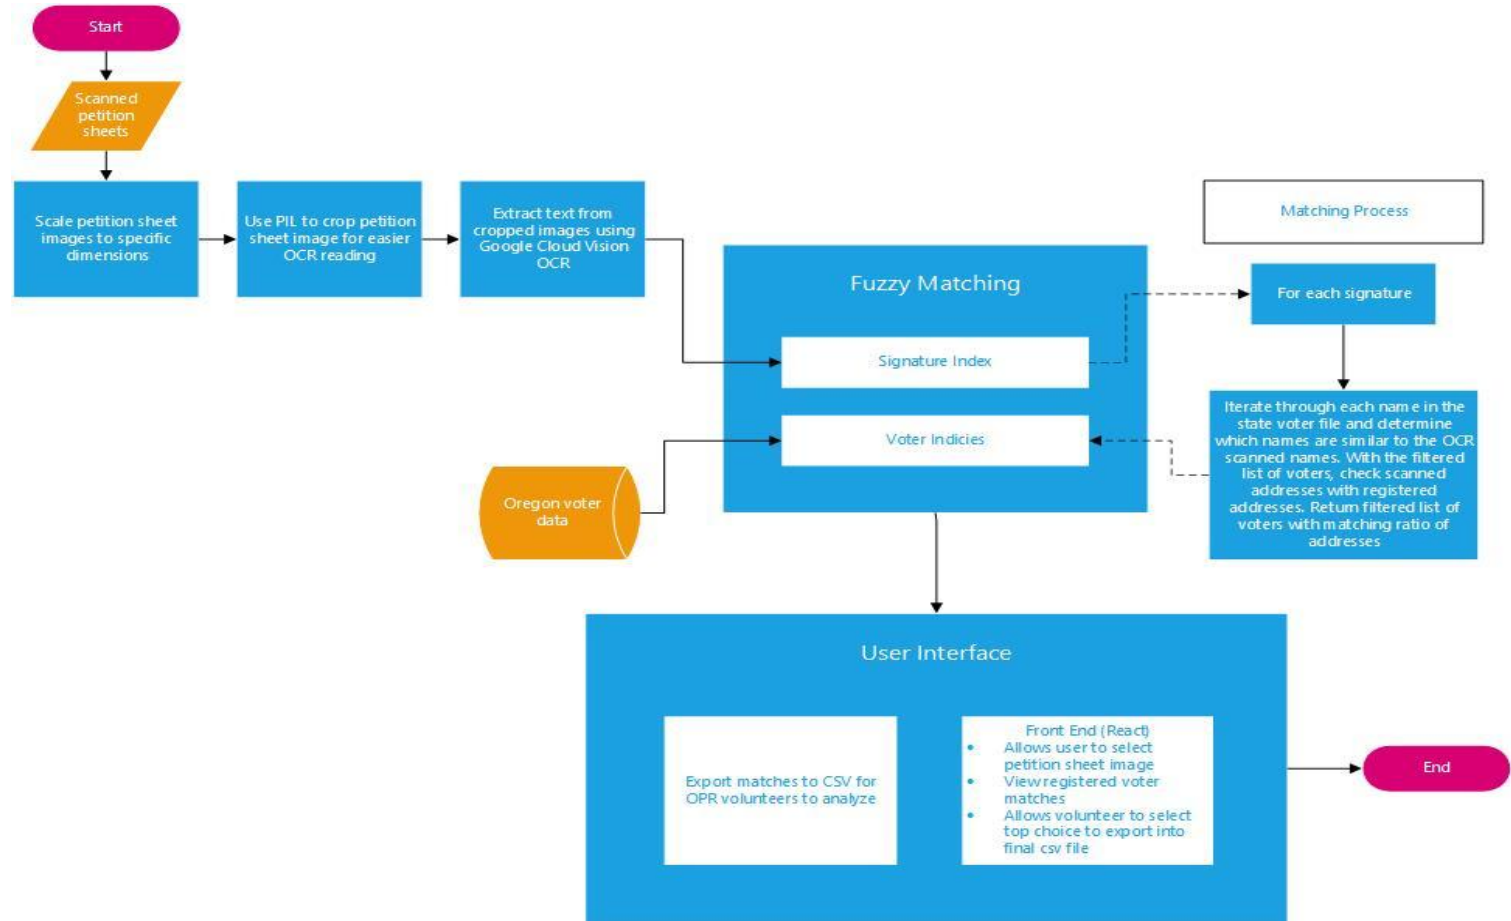 Start
Scanned
petition
sheets
Scale petition sheet
images to specific
dimensions
Use PIL to crop petition
sheet image for easier
OCR reading
Extract text from
cropped images using
Google Cloud Vision
OCR
Fuzzy Matching
Signature Index
Voter Indicies
Oregon voter
data
Matching Process
For each signature
Iterate through each name in the
state voter file and determine
which names are similar to the OCR
scanned names. With the filtered
list of voters, check scanned
addresses with registered
addresses. Return filtered list of
voters with matching ratio of
addresses
User Interface
Export matches to CSV for
OPR volunteers to analyze
Front End (React)
• Allows user to select
petition sheet image
• View registered voter
matches
• Allows volunteer to select
top choice to export into
final csv file
End